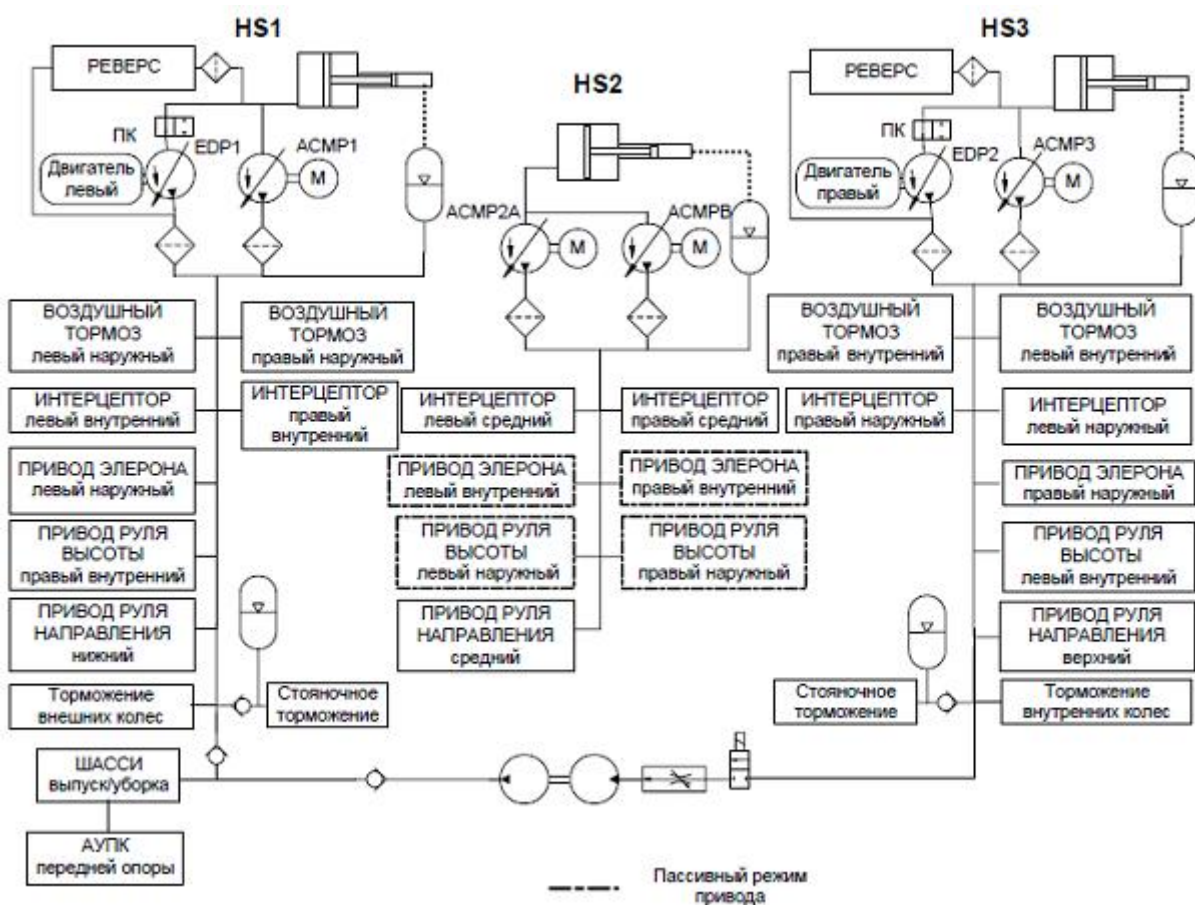 HS1
РЕВЕРС
ПК
EDP1
ACMP1
Двигатель
левый
M
HS2
ACMP2A
ACMPB
M
M
HS3
РЕВЕРС
ПК
EDP2
ACMP3
Двигатель
правый
M
ВОЗДУШНЫЙ
ТОРМОЗ
левый наружный
ВОЗДУШНЫЙ
ТОРМОЗ
правый наружный
ИНТЕРЦЕПТОР
левый внутренний
ИНТЕРЦЕПТОР
правый
внутренний
ПРИВОД ЭЛЕРОНА
левый наружный
ПРИВОД РУЛЯ
ВЫСОТЫ
правый внутренний
ПРИВОД РУЛЯ
НАПРАВЛЕНИЯ
нижний
Торможение
внешних колес
Стояночное
торможение
ШАССИ
выпуск/уборка
АУПК
передней опоры
ИНТЕРЦЕПТОР
левый средний
ИНТЕРЦЕПТОР
правый средний
ПРИВОД ЭЛЕРОНА
левый внутренний
ПРИВОД ЭЛЕРОНА
правый внутренний
ПРИВОД РУЛЯ
ВЫСОТЫ
левый наружный
ПРИВОД РУЛЯ
ВЫСОТЫ
правый наружный
ПРИВОД РУЛЯ
НАПРАВЛЕНИЯ
средний
ВОЗДУШНЫЙ
ТОРМОЗ
правый внутренний
ВОЗДУШНЫЙ
ТОРМОЗ
левый внутренний
ИНТЕРЦЕПТОР
правый наружный
ИНТЕРЦЕПТОР
левый наружный
ПРИВОД ЭЛЕРОНА
правый наружный
ПРИВОД РУЛЯ
ВЫСОТЫ
левый внутренний
ПРИВОД РУЛЯ
НАПРАВЛЕНИЯ
верхний
Стояночное
торможение
Торможение
внутренних колес
Пассивный режим
привода